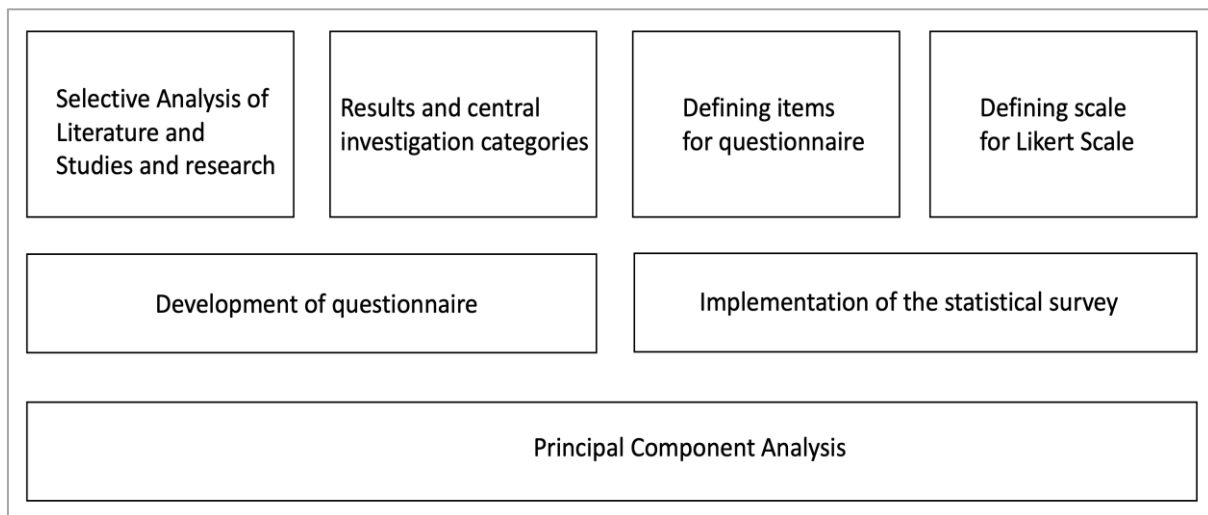 Selective Analysis of
Literature and
Studies and research
Results and central
investigation categories
Defining items
for questionnaire
Defining scale
for Likert Scale
Development of questionnaire
Implementation of the statistical survey
Principal Component Analysis